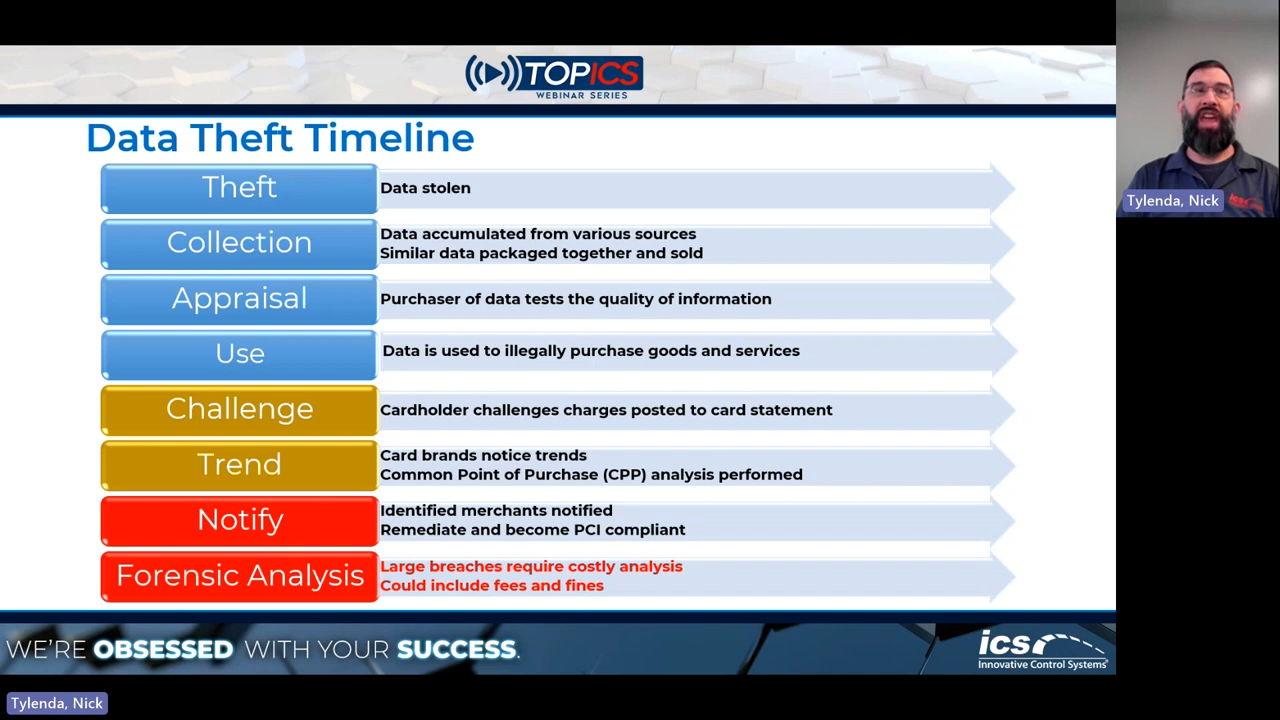 TOPICS
WEBINAR SERIES
Data Theft Timeline
Theft
Data stolen
Collection
Data accumulated from various sources
Similar data packaged together and sold
Appraisal
Purchaser of data tests the quality of information
Use
Data is used to illegally purchase goods and services
Challenge
Cardholder challenges charges posted to card statement
Trend
Card brands notice trends
Common Point of Purchase (CPP) analysis performed
Notify
Identified merchants notified
Remediate and become PCI compliant
Forensic Analysis
Large breaches require costly analysis
Could include fees and fines
WE'RE OBSESSED WITH YOUR SUCCESS.
ics
Innovative Control Systems
Tylenda, Nick
ics
Tylenda, Nick